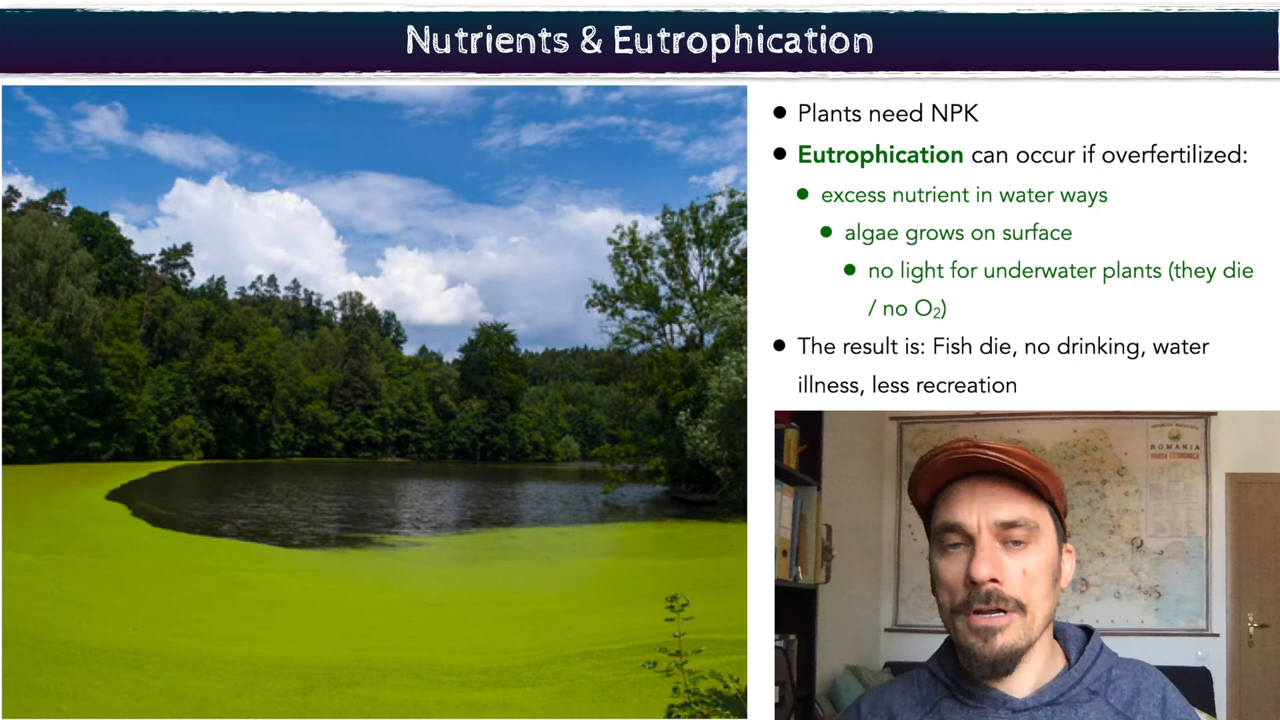 Nutrients & Eutrophication
● Plants need NPK
● Eutrophication can occur if overfertilized:
● excess nutrient in water ways
● algae grows on surface
● no light for underwater plants (they die
/ no O₂)
● The result is: Fish die, no drinking, water
illness, less recreation
ROMANIA